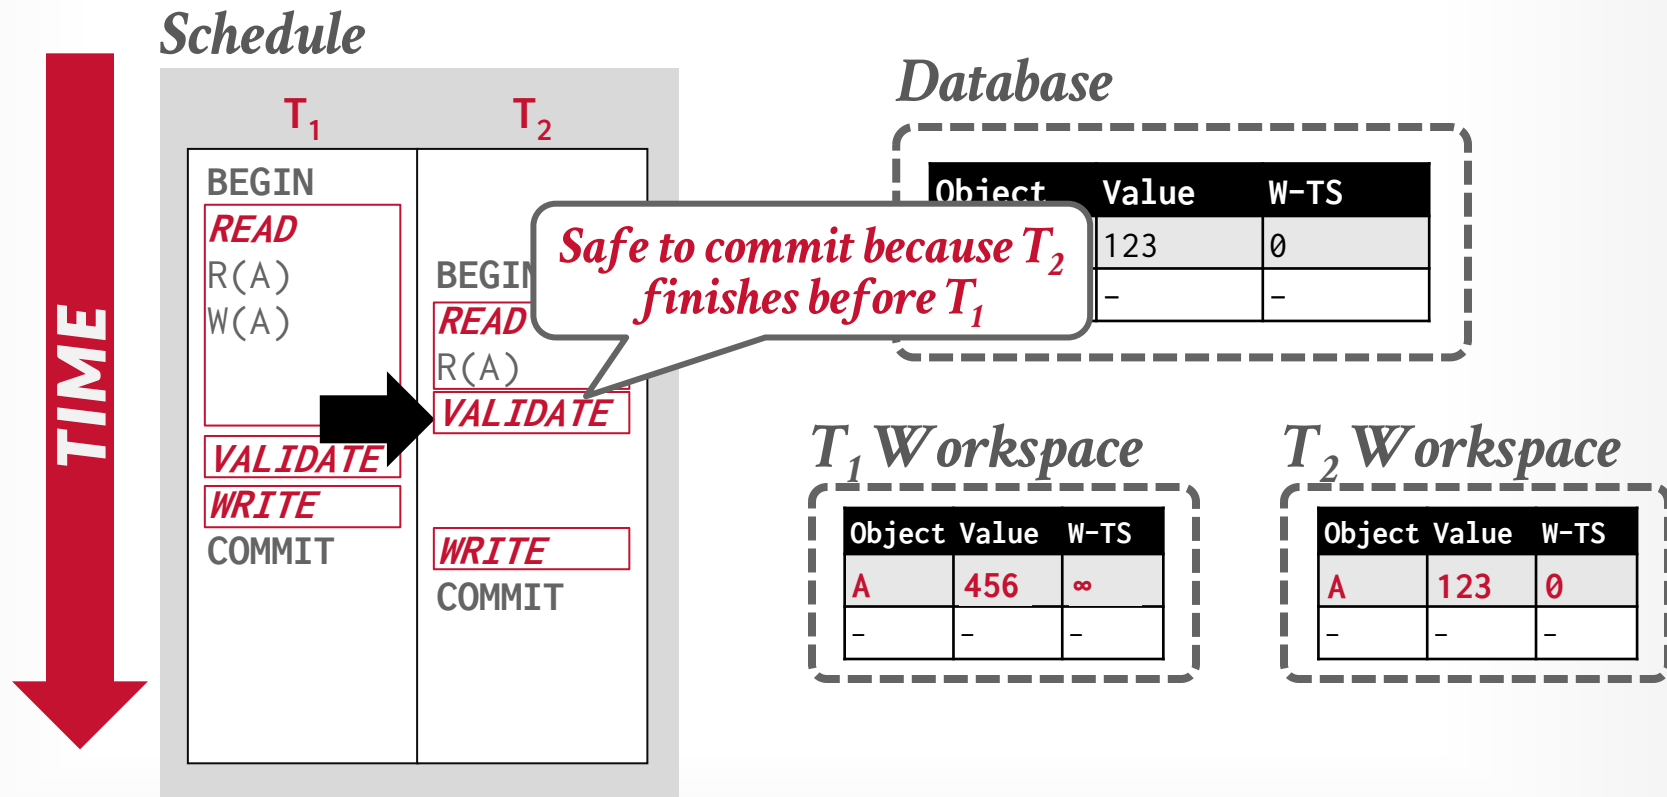 Schedule
TIME
T1
T2
BEGIN
READ
R(A)
W(A)
VALIDATE
WRITE
COMMIT
BEGIN
READ
R(A)
VALIDATE
WRITE
COMMIT
Safe to commit because T2
finishes before T1
Database
Object Value W-TS
123 0
– –
T1 Workspace
Object Value W-TS
A 456 ∞
– – –
T2 Workspace
Object Value W-TS
A 123 0
– – –